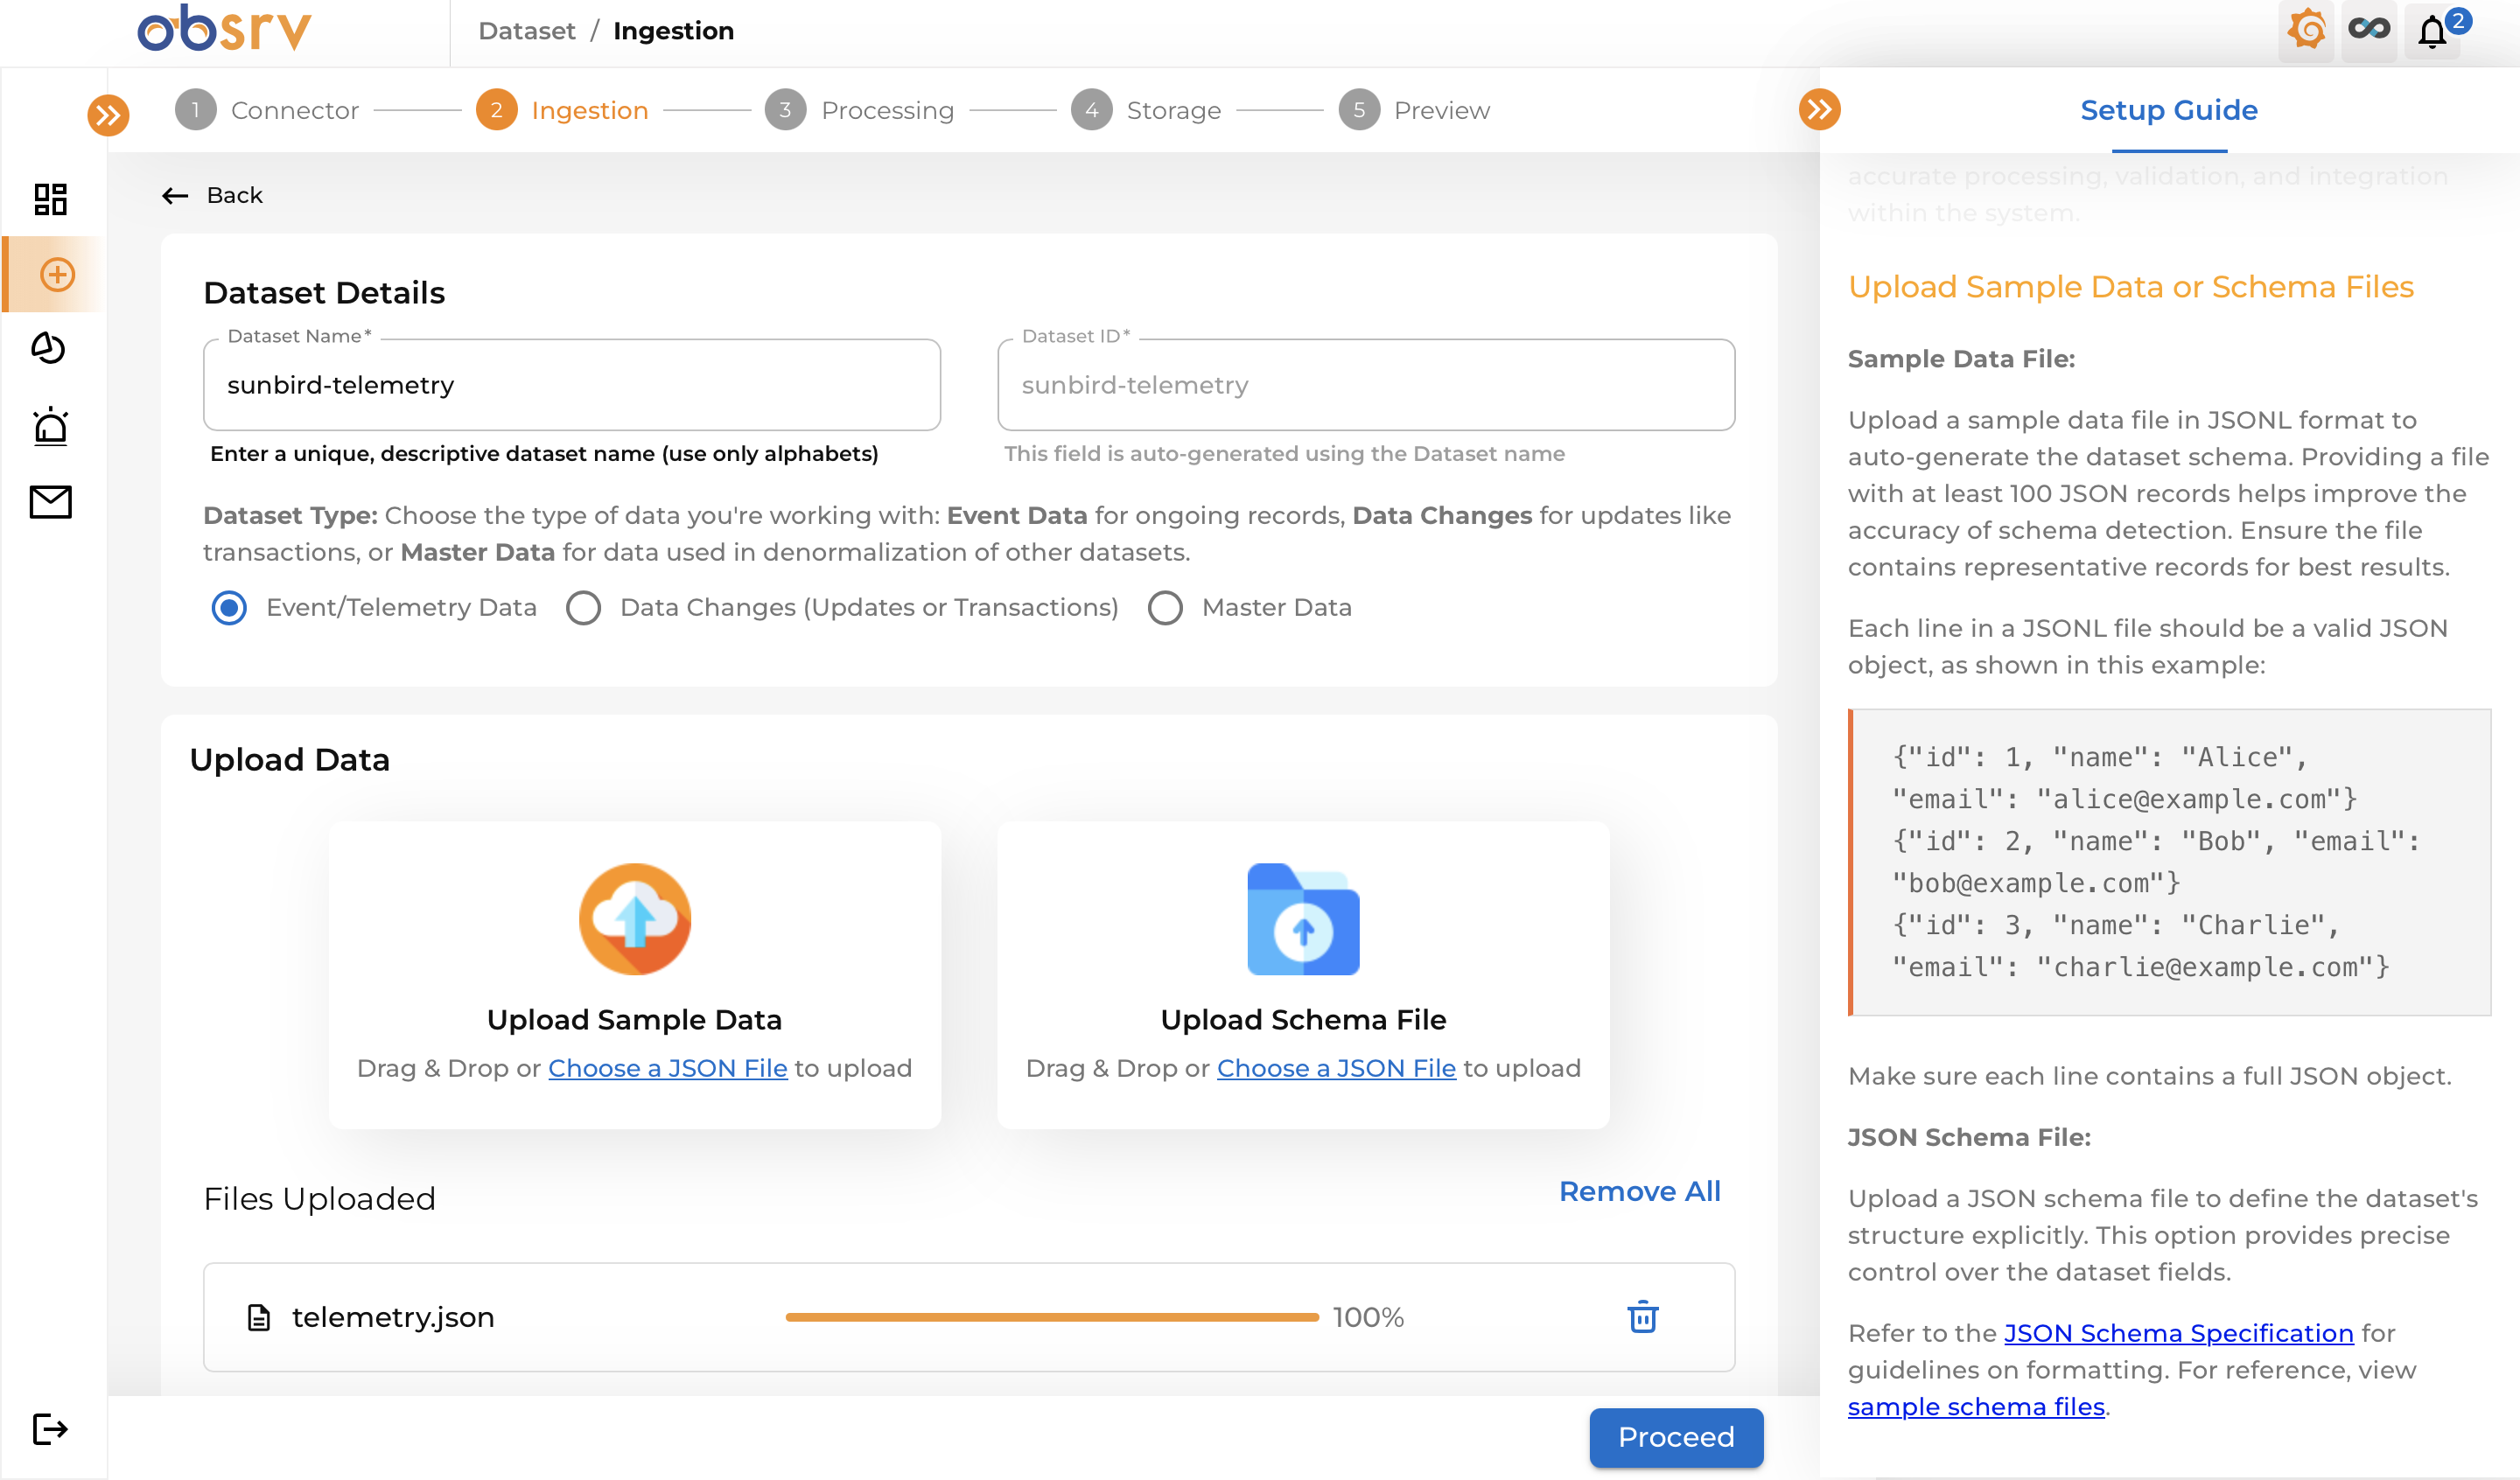 obsrv
Dataset / Ingestion
2
1 Connector 2 Ingestion 3 Processing 4 Storage 5 Preview
Back
Dataset Details
Dataset Name*
sunbird-telemetry
Enter a unique, descriptive dataset name (use only alphabets)
Dataset ID*
sunbird-telemetry
This field is auto-generated using the Dataset name
Dataset Type: Choose the type of data you're working with: Event Data for ongoing records, Data Changes for updates like
transactions, or Master Data for data used in denormalization of other datasets.
Event/Telemetry Data Data Changes (Updates or Transactions) Master Data
Upload Data
Upload Sample Data
Drag & Drop or Choose a JSON File to upload
Upload Schema File
Drag & Drop or Choose a JSON File to upload
Files Uploaded
Remove All
telemetry.json 100%
Proceed
Setup Guide
accurate processing, validation, and integration
within the system.
Upload Sample Data or Schema Files
Sample Data File:
Upload a sample data file in JSONL format to
auto-generate the dataset schema. Providing a file
with at least 100 JSON records helps improve the
accuracy of schema detection. Ensure the file
contains representative records for best results.
Each line in a JSONL file should be a valid JSON
object, as shown in this example:
{"id": 1, "name": "Alice",
"email": "alice@example.com"}
{"id": 2, "name": "Bob", "email":
"bob@example.com"}
{"id": 3, "name": "Charlie",
"email": "charlie@example.com"}
Make sure each line contains a full JSON object.
JSON Schema File:
Upload a JSON schema file to define the dataset's
structure explicitly. This option provides precise
control over the dataset fields.
Refer to the JSON Schema Specification for
guidelines on formatting. For reference, view
sample schema files.